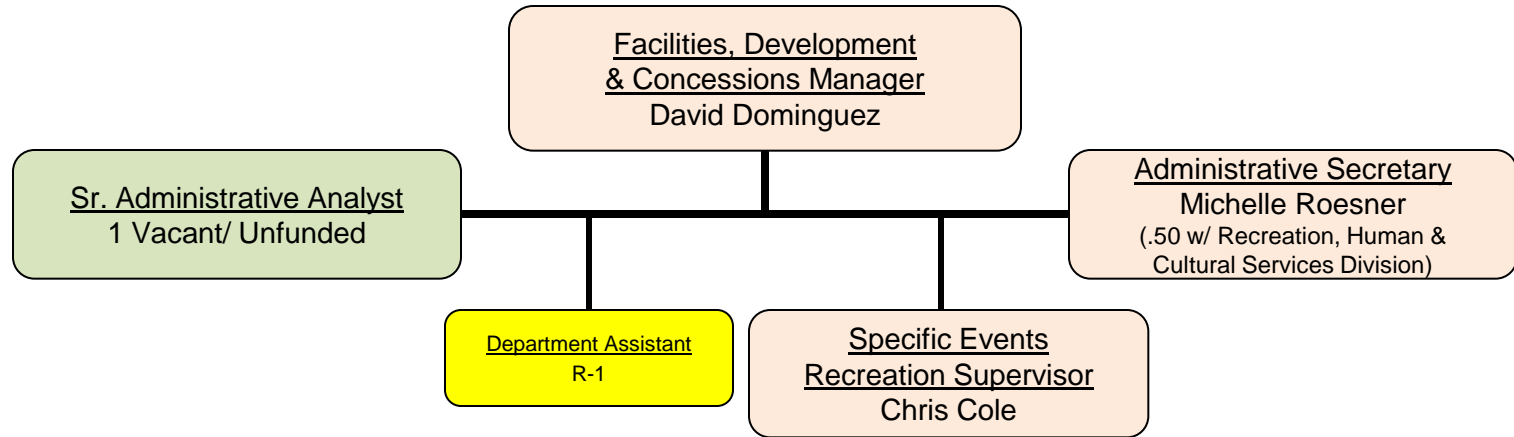 Facilities, Development
& Concessions Manager
David Dominguez
Sr. Administrative Analyst
1 Vacant/ Unfunded
Administrative Secretary
Michelle Roesner
(.50 w/ Recreation, Human &
Cultural Services Division)
Department Assistant
R-1
Specific Events
Recreation Supervisor
Chris Cole